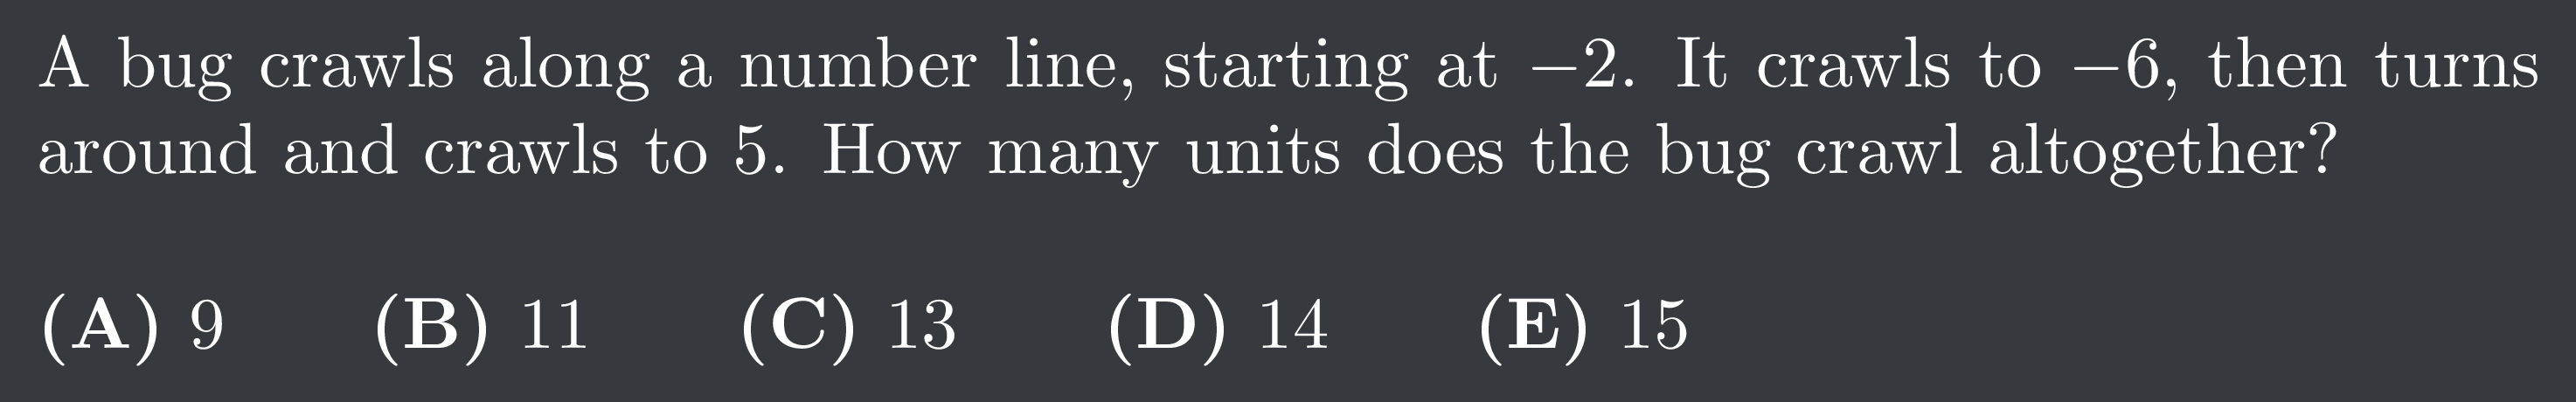 A bug crawls along a number line, starting at −2. It crawls to −6, then turns
around and crawls to 5. How many units does the bug crawl altogether?
(A) 9 (B) 11 (C) 13 (D) 14 (E) 15